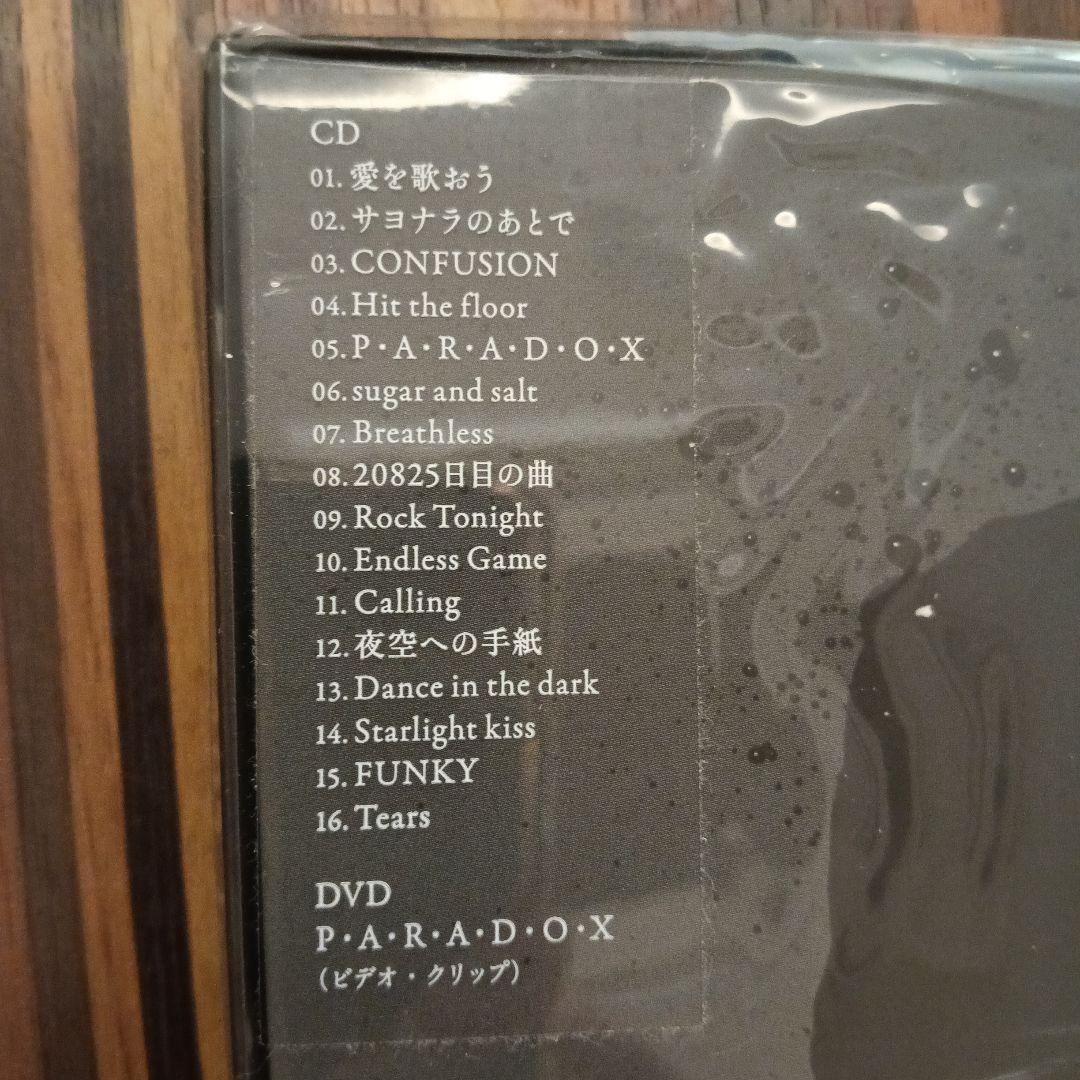 CD
01. 愛を歌おう
02. サヨナラのあとで
03. CONFUSION
04. Hit the floor
05. P・A・R・A・D・O・X
06. sugar and salt
07. Breathless
08. 20825日目の曲
09. Rock Tonight
10. Endless Game
11. Calling
12. 夜空への手紙
13. Dance in the dark
14. Starlight kiss
15. FUNKY
16. Tears
DVD
P・A・R・A・D・O・X
(ビデオ・クリップ)